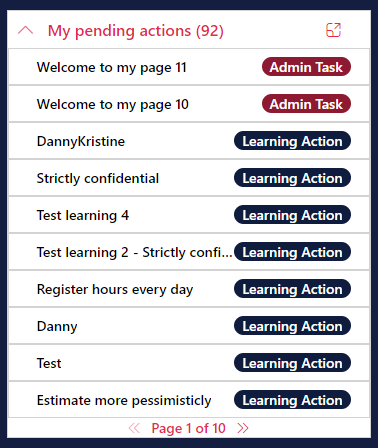 My pending actions (92)
Welcome to my page 11 Admin Task
Welcome to my page 10 Admin Task
DannyKristine Learning Action
Strictly confidential Learning Action
Test learning 4 Learning Action
Test learning 2 - Strictly confi... Learning Action
Register hours every day Learning Action
Danny Learning Action
Test Learning Action
Estimate more pessimisticly Learning Action
Page 1 of 10